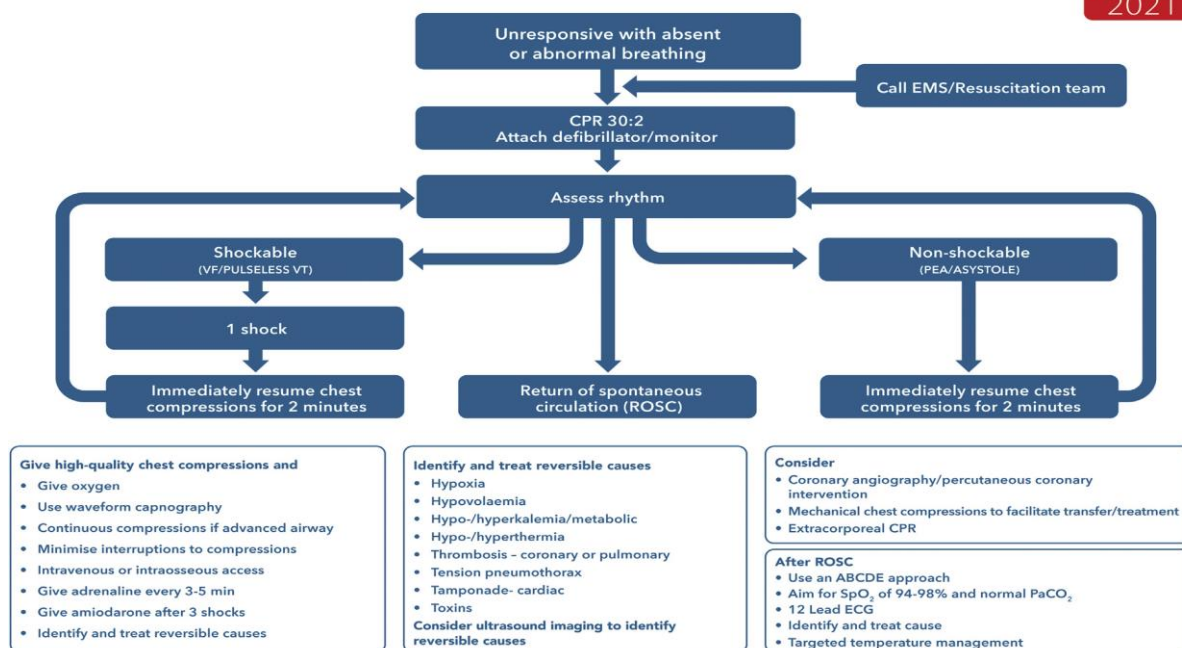 2021
Unresponsive with absent
or abnormal breathing
Call EMS/Resuscitation team
CPR 30:2
Attach defibrillator/monitor
Assess rhythm
Shockable
(VF/PULSELESS VT)
Non-shockable
(PEA/ASYSTOLE)
1 shock
Immediately resume chest
compressions for 2 minutes
Return of spontaneous
circulation (ROSC)
Immediately resume chest
compressions for 2 minutes
Give high-quality chest compressions and
• Give oxygen
• Use waveform capnography
• Continuous compressions if advanced airway
• Minimise interruptions to compressions
• Intravenous or intraosseous access
• Give adrenaline every 3-5 min
• Give amiodarone after 3 shocks
• Identify and treat reversible causes
Identify and treat reversible causes
• Hypoxia
• Hypovolaemia
• Hypo-/hyperkalemia/metabolic
• Hypo-/hyperthermia
• Thrombosis – coronary or pulmonary
• Tension pneumothorax
• Tamponade- cardiac
• Toxins
Consider ultrasound imaging to identify
reversible causes
Consider
• Coronary angiography/percutaneous coronary
intervention
• Mechanical chest compressions to facilitate transfer/treatment
• Extracorporeal CPR
After ROSC
• Use an ABCDE approach
• Aim for SpO₂ of 94-98% and normal PaCO₂
• 12 Lead ECG
• Identify and treat cause
• Targeted temperature management